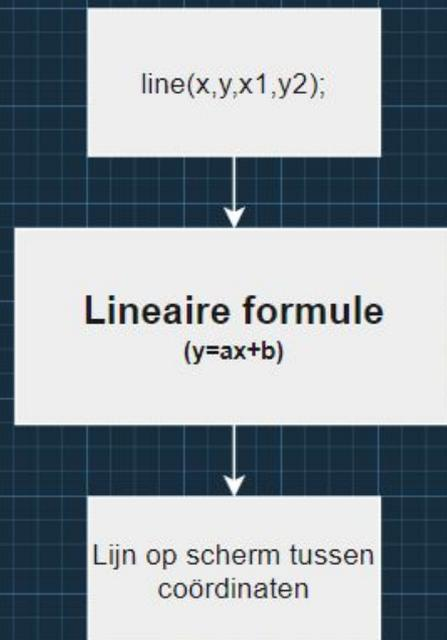 line(x,y,x1,y2);
Lineaire formule
(y=ax+b)
Lijn op scherm tussen
coördinaten